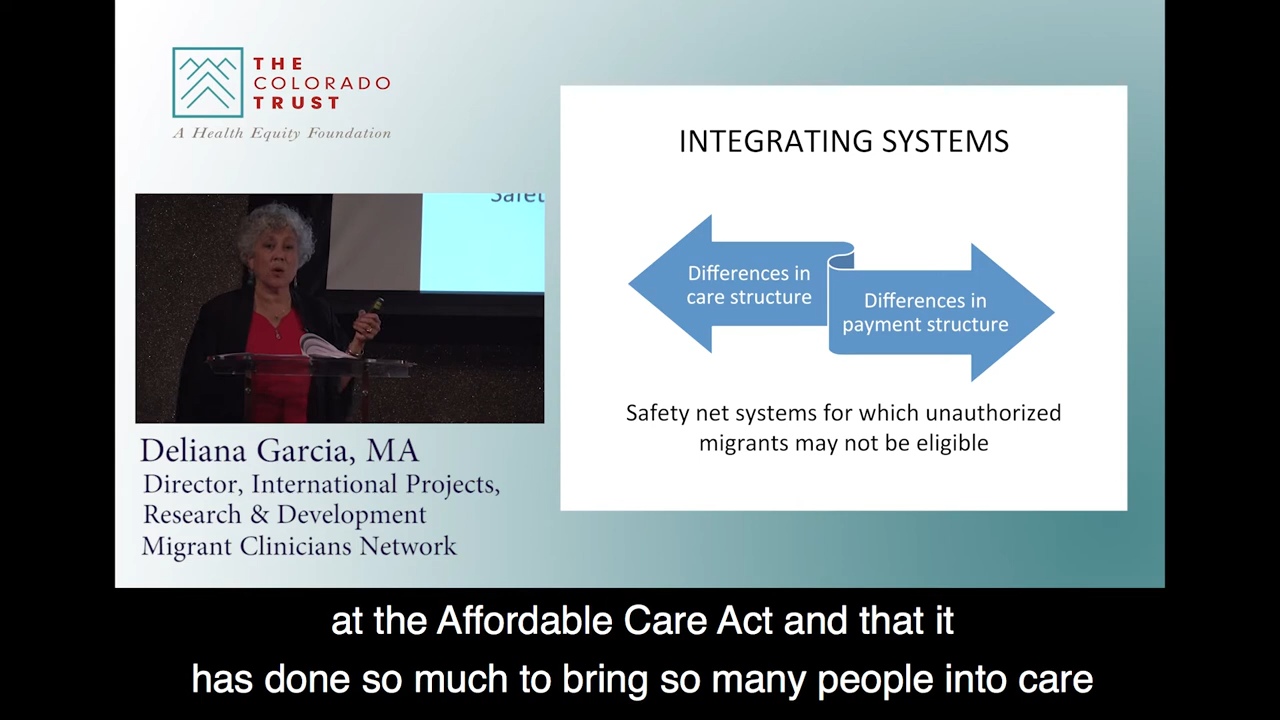 THE
COLORADO
TRUST
A Health Equity Foundation
Safet
Deliana Garcia, MA
Director, International Projects,
Research & Development
Migrant Clinicians Network
INTEGRATING SYSTEMS
Differences in
care structure
Differences in
payment structure
Safety net systems for which unauthorized
migrants may not be eligible
at the Affordable Care Act and that it
has done so much to bring so many people into care